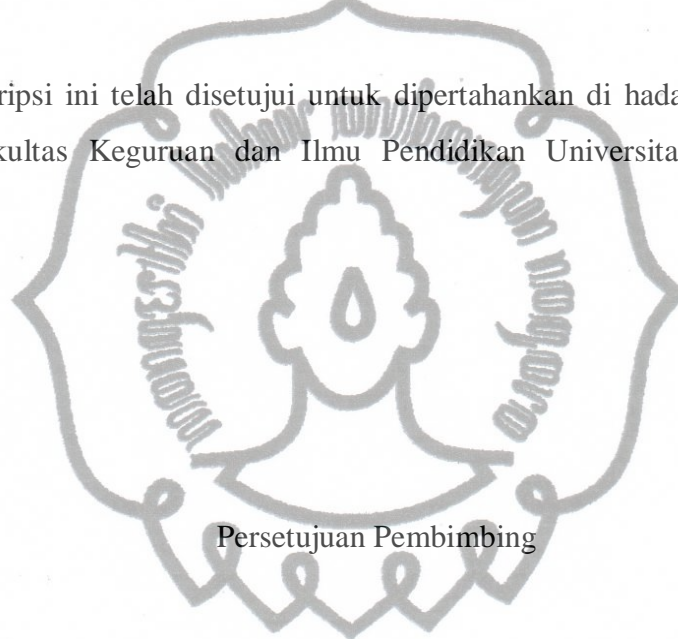 ripsi ini telah disetujui untuk dipertahankan di hada
kultas Keguruan dan Ilmu Pendidikan Universita
Persetujuan Pembimbing